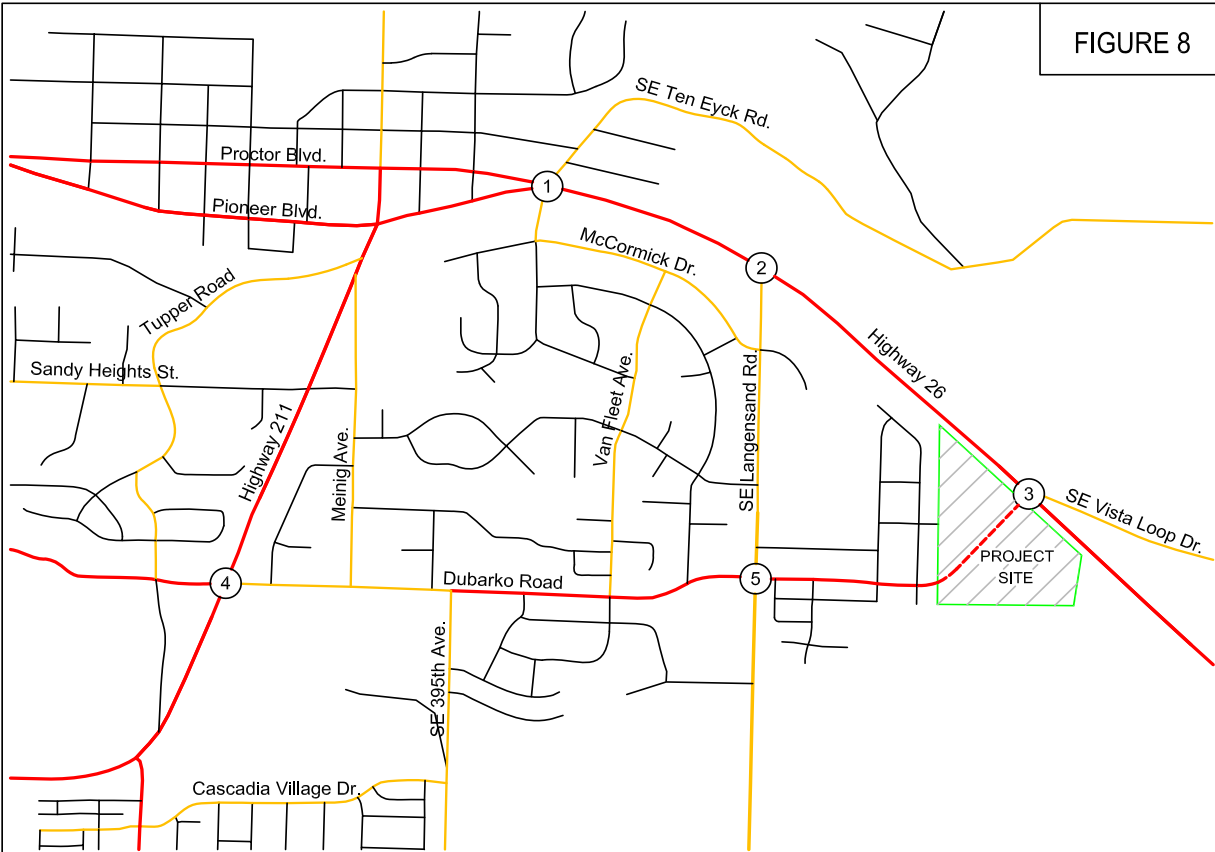 FIGURE 8
SE Ten Eyck Rd.
Proctor Blvd.
1
Pioneer Blvd.
McCormick Dr.
2
Tupper Road
Highway 26
Sandy Heights St.
SE Langensand Rd.
Van Fleet Ave.
Highway 211
Meinig Ave.
3
SE Vista Loop Dr.
PROJECT
SITE
4
Dubarko Road
5
SE 395th Ave.
Cascadia Village Dr.